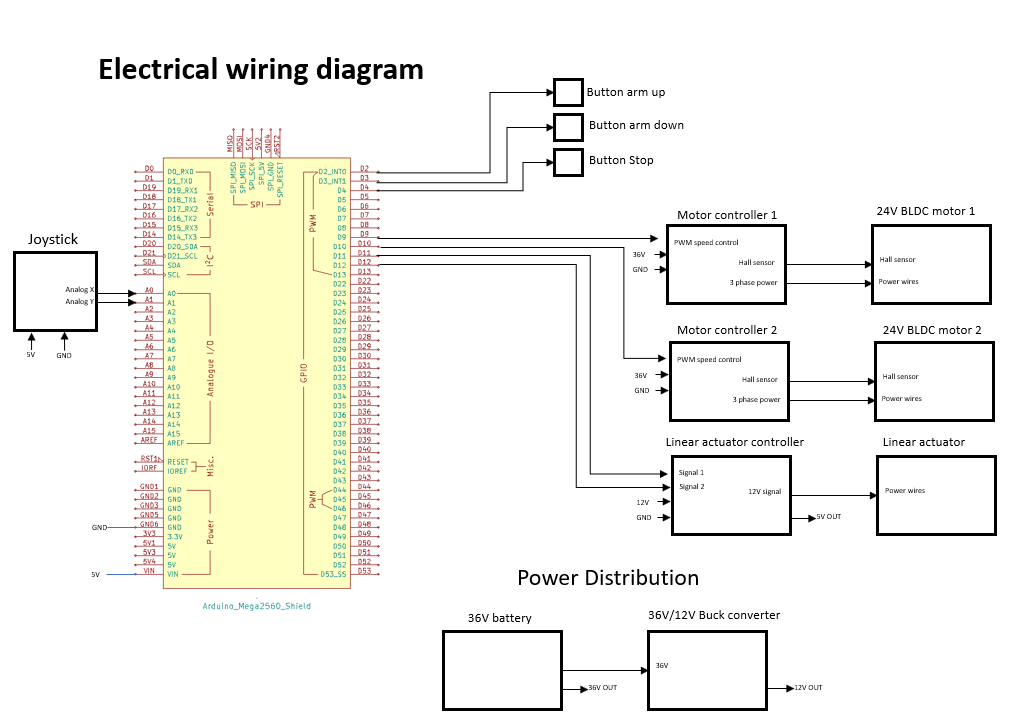 Electrical wiring diagram
Button arm up
Button arm down
Button Stop
MISO MOSI SCK 5V2 GND4 RST2
SPI_MISO SPI_MOSI SPI_SCK SPI_5V SPI_GND SPI_RESET
SPI
D0 D0_RX0
D1 D1_TX0
D19 D19_RX1
D18 D18_TX1
D17 D17_RX2
D16 D16_TX2
D15 D15_RX3
D14 D14_TX3
Serial
D20 D20_SDA
D21 D21_SCL
SDA SDA
SCL SCL
I²C
A0 A0
A1 A1
A2 A2
A3 A3
A4 A4
A5 A5
A6 A6
A7 A7
A8 A8
A9 A9
A10 A10
A11 A11
A12 A12
A13 A13
A14 A14
A15 A15
AREF AREF
Analogue I/O
RST1 RESET
IOREF
Misc.
GND1 GND
GND2 GND
GND3 GND
GND5 GND
GND GND6 GND
3V3 3.3V
5V1 5V
5V3 5V
5V4 5V
5V VIN VIN
Power
D2_INT0 D2
D3_INT1 D3
D4 D4
D5 D5
D6 D6
D7 D7
D8 D8
D9 D9
D10 D10
D11 D11
D12 D12
D13 D13
PWM
D22 D22
D23 D23
D24 D24
D25 D25
D26 D26
D27 D27
D28 D28
D29 D29
D30 D30
D31 D31
D32 D32
D33 D33
D34 D34
D35 D35
D36 D36
D37 D37
D38 D38
D39 D39
D40 D40
D41 D41
D42 D42
D43 D43
D44 D44
D45 D45
D46 D46
D47 D47
D48 D48
D49 D49
D50 D50
D51 D51
D52 D52
D53_SS D53
GPIO
PWM
Arduino_Mega2560_Shield
Joystick
Analog X
Analog Y
5V GND
Motor controller 1
PWM speed control
36V
GND
Hall sensor
3 phase power
24V BLDC motor 1
Hall sensor
Power wires
Motor controller 2
PWM speed control
36V
GND
Hall sensor
3 phase power
24V BLDC motor 2
Hall sensor
Power wires
Linear actuator controller
Signal 1
Signal 2
12V
GND
12V signal
5V OUT
Linear actuator
Power wires
Power Distribution
36V battery
36V OUT
36V/12V Buck converter
36V
12V OUT